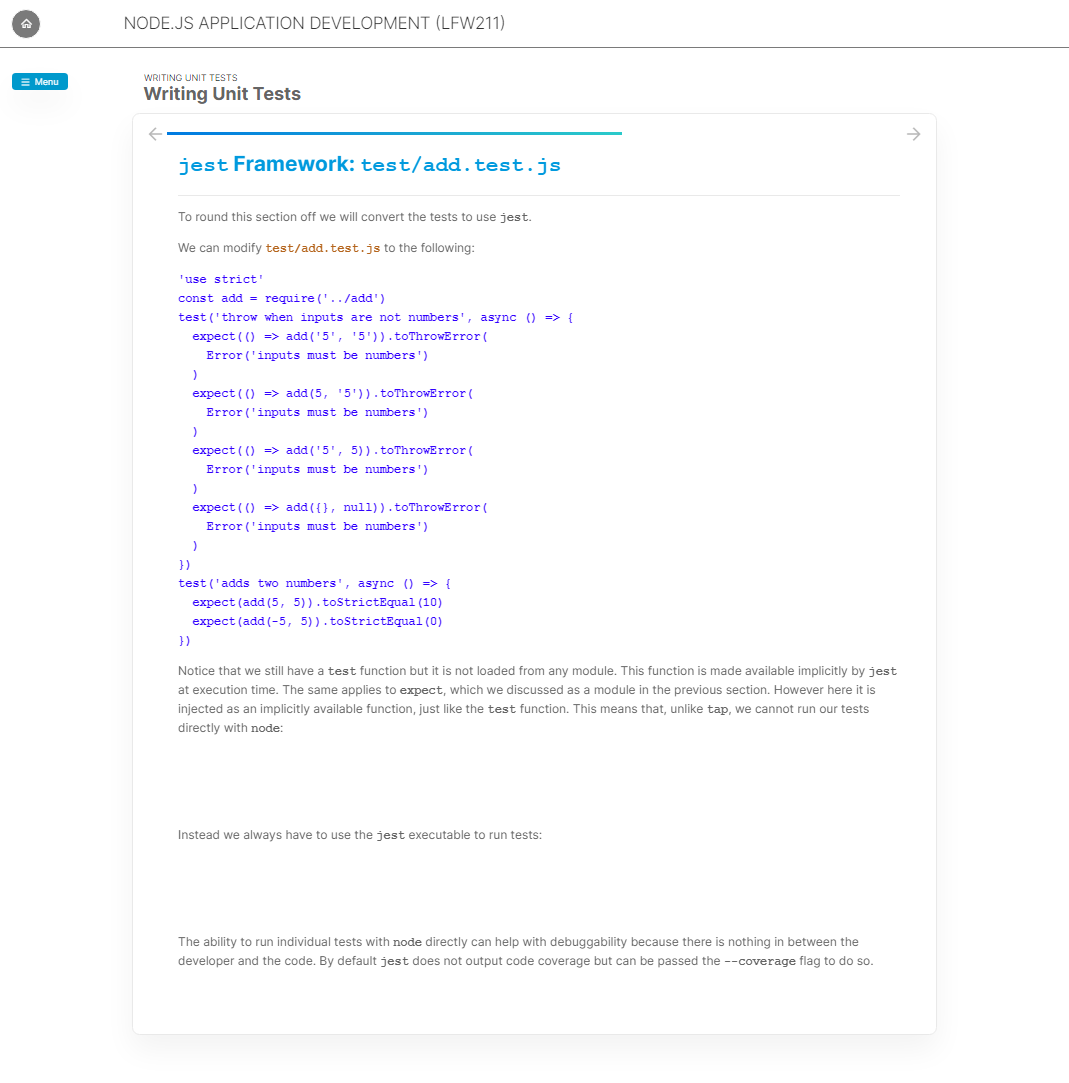 NODE.JS APPLICATION DEVELOPMENT (LFW211)
Menu
WRITING UNIT TESTS
Writing Unit Tests
jest Framework: test/add.test.js
To round this section off we will convert the tests to use jest.
We can modify test/add.test.js to the following:
'use strict'
const add = require('../add')
test('throw when inputs are not numbers', async () => {
  expect(() => add('5', '5')).toThrowError(
    Error('inputs must be numbers')
  )
  expect(() => add(5, '5')).toThrowError(
    Error('inputs must be numbers')
  )
  expect(() => add('5', 5)).toThrowError(
    Error('inputs must be numbers')
  )
  expect(() => add({}, null)).toThrowError(
    Error('inputs must be numbers')
  )
})
test('adds two numbers', async () => {
  expect(add(5, 5)).toStrictEqual(10)
  expect(add(-5, 5)).toStrictEqual(0)
})
Notice that we still have a test function but it is not loaded from any module. This function is made available implicitly by jest
at execution time. The same applies to expect, which we discussed as a module in the previous section. However here it is
injected as an implicitly available function, just like the test function. This means that, unlike tap, we cannot run our tests
directly with node:
Instead we always have to use the jest executable to run tests:
The ability to run individual tests with node directly can help with debuggability because there is nothing in between the
developer and the code. By default jest does not output code coverage but can be passed the --coverage flag to do so.